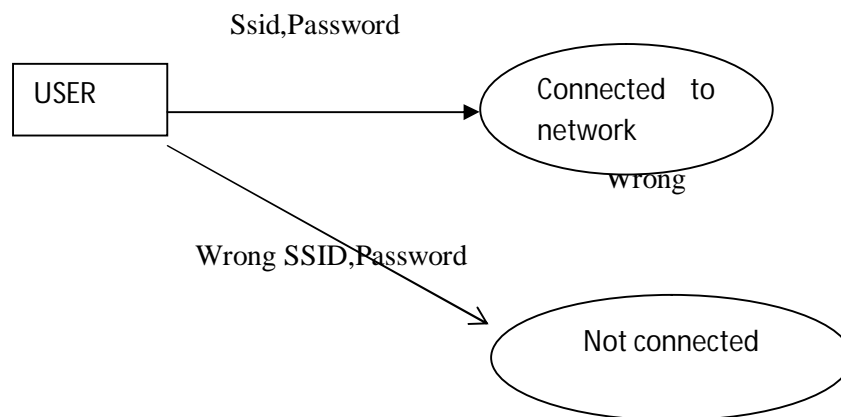 Ssid,Password
USER
Connected to
network
Wrong
Wrong SSID,Password
Not connected